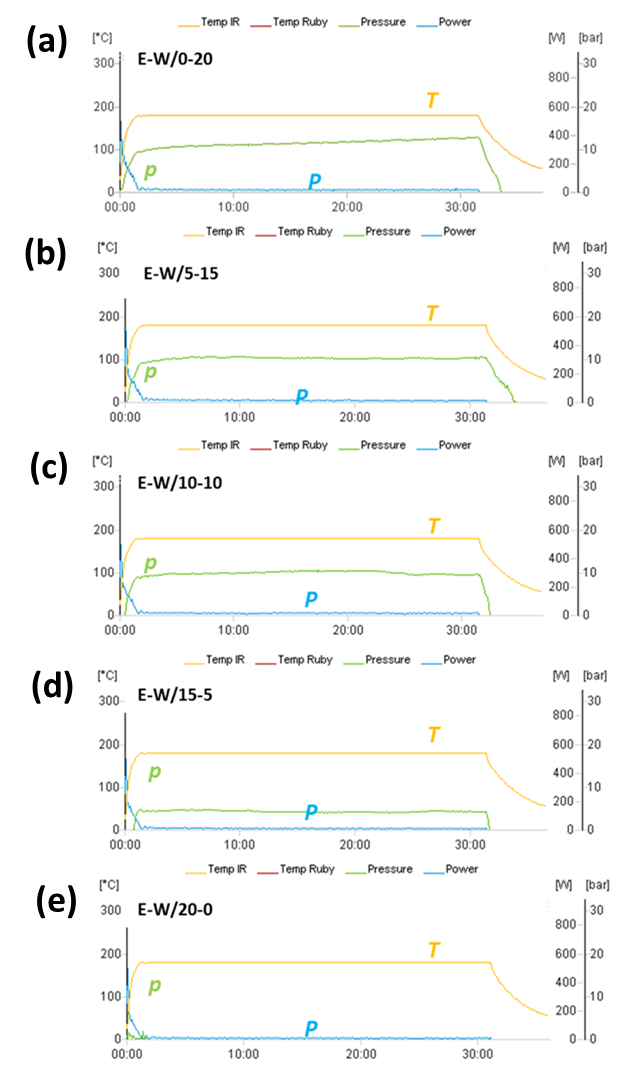 Temp IR Temp Ruby Pressure Power
(a) [°C] [W] [bar]
E-W/0-20
300 800 30
200 T 600 20
400
100 p 10
200
0 P 0 0
00:00 10:00 20:00 30:00
Temp IR Temp Ruby Pressure Power
(b) [°C] [W] [bar]
E-W/5-15
300 800 30
200 T 600 20
400
100 p 10
200
0 P 0 0
00:00 10:00 20:00 30:00
Temp IR Temp Ruby Pressure Power
(c) [°C] [W] [bar]
E-W/10-10
300 800 30
200 T 600 20
400
100 p 10
200
0 P 0 0
00:00 10:00 20:00 30:00
Temp IR Temp Ruby Pressure Power
(d) [°C] [W] [bar]
E-W/15-5
300 800 30
200 T 600 20
400
100 p 10
200
0 P 0 0
00:00 10:00 20:00 30:00
Temp IR Temp Ruby Pressure Power
(e) [°C] [W] [bar]
E-W/20-0
300 800 30
200 T 600 20
400
100 p 10
200
0 P 0 0
00:00 10:00 20:00 30:00